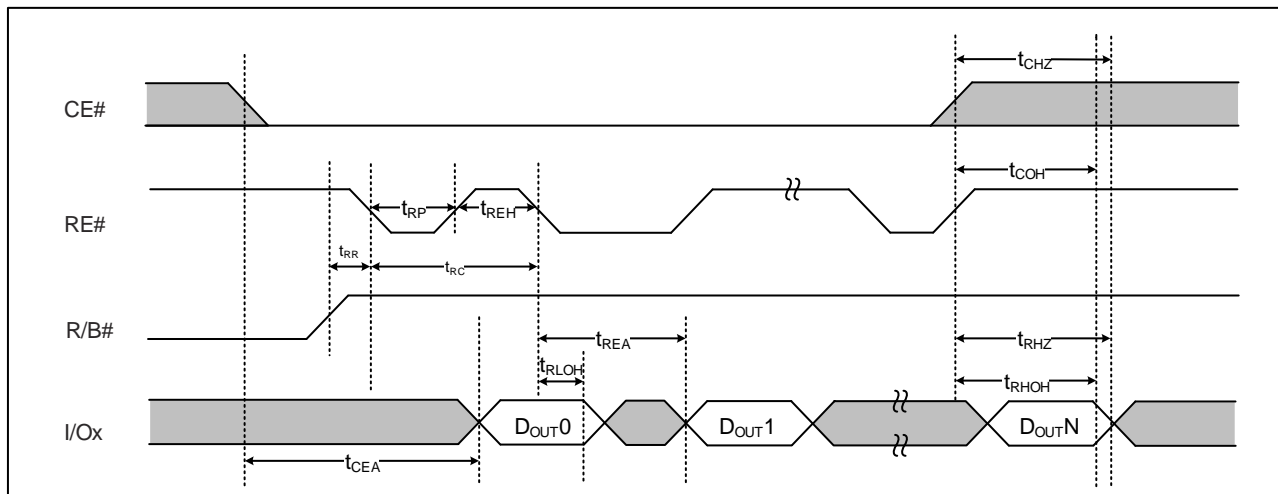 tCHZ
CE#
tCOH
RE#
tRP
tREH
tRR
tRC
R/B#
tREA
tRHZ
tRLOH
tRHOH
I/Ox
DOUT0
DOUT1
DOUTN
tCEA